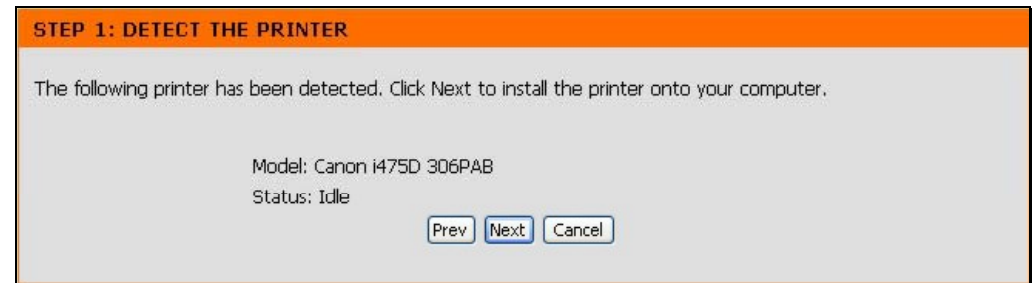 STEP 1: DETECT THE PRINTER
The following printer has been detected. Click Next to install the printer onto your computer.
Model: Canon i475D 306PAB
Status: Idle
Prev Next Cancel